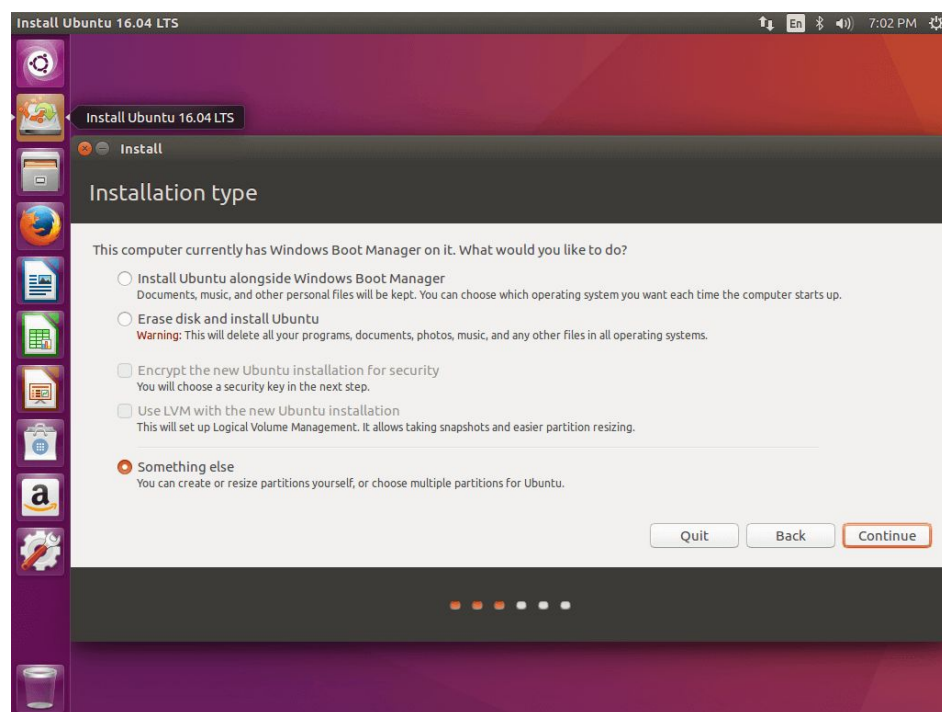 Install Ubuntu 16.04 LTS
En
7:02 PM
Install Ubuntu 16.04 LTS
Install
Installation type
This computer currently has Windows Boot Manager on it. What would you like to do?
Install Ubuntu alongside Windows Boot Manager
Documents, music, and other personal files will be kept. You can choose which operating system you want each time the computer starts up.
Erase disk and install Ubuntu
Warning: This will delete all your programs, documents, photos, music, and any other files in all operating systems.
Encrypt the new Ubuntu installation for security
You will choose a security key in the next step.
Use LVM with the new Ubuntu installation
This will set up Logical Volume Management. It allows taking snapshots and easier partition resizing.
Something else
You can create or resize partitions yourself, or choose multiple partitions for Ubuntu.
a
Quit
Back
Continue